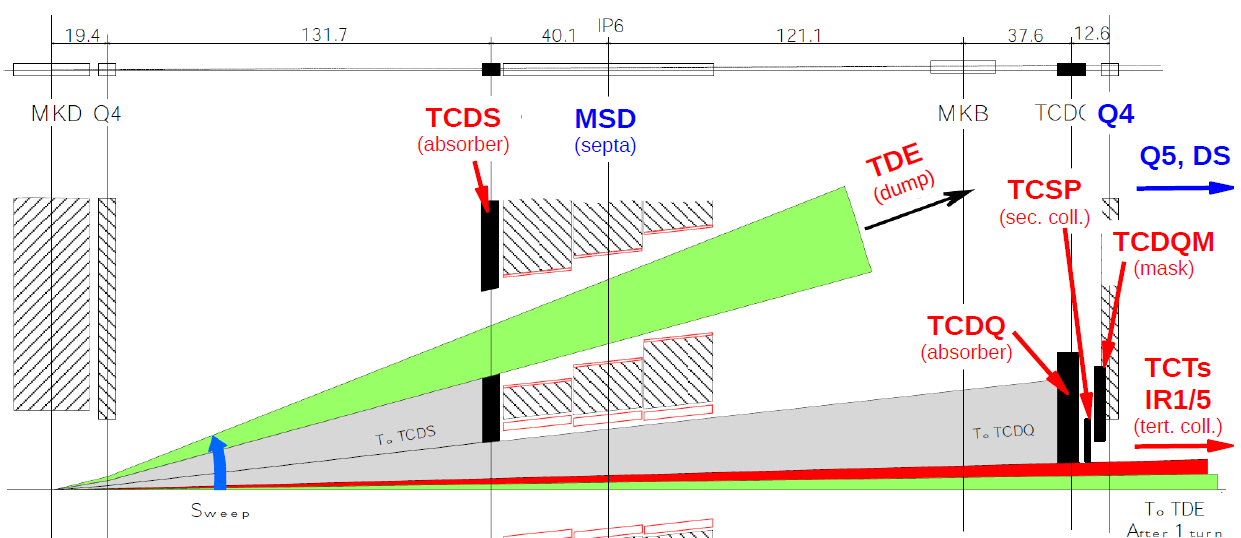 IP6
19.4 131.7 40.1 121.1 37.6 12.6
MKD Q4 TCDS MSD MKB Q4
(absorber) (septa)
Q5, DS
TDE
(dump)
TCSP
(sec. coll.)
TCDQM
(mask)
TCDQ
(absorber)
TCTs
IR1/5
(tert. coll.)
To TCDS
To TCDQ
Sweep
To TDE
After 1 turn